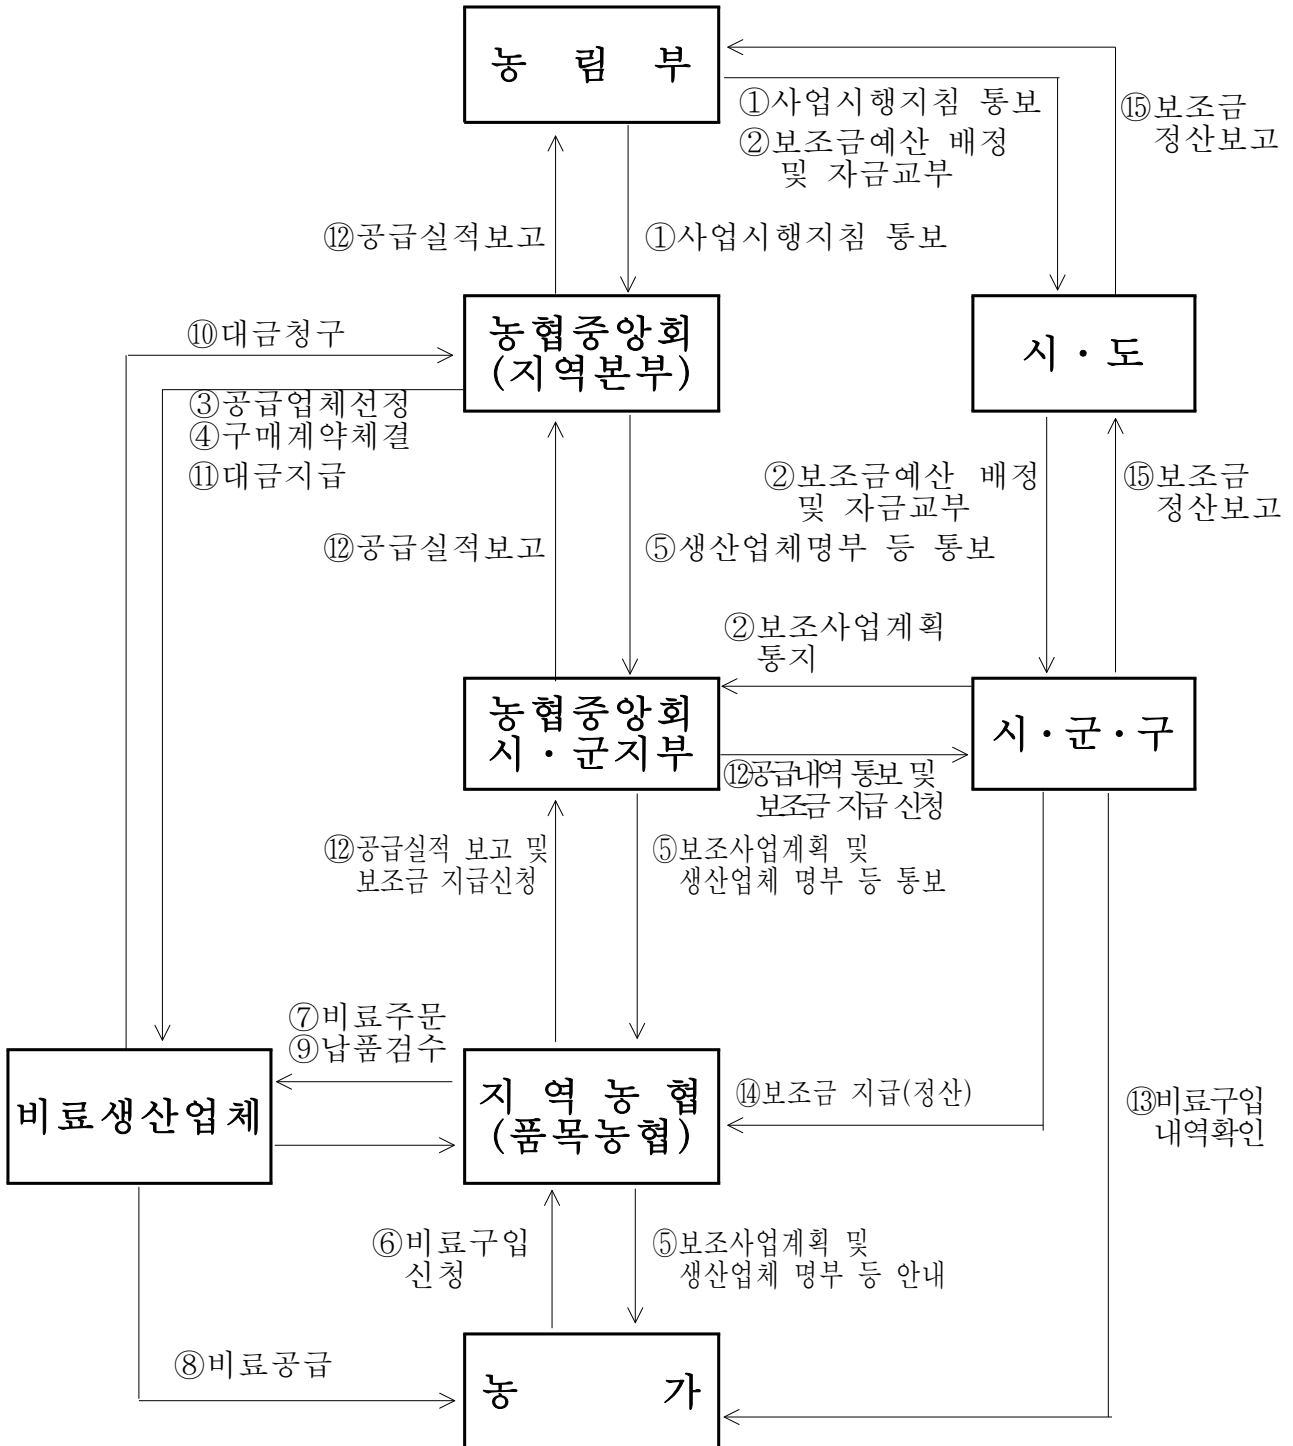 농 림 부
①사업시행지침 통보
②보조금예산 배정
및 자금교부
⑮보조금
정산보고
⑫공급실적보고
①사업시행지침 통보
⑩대금청구
농협중앙회
(지역본부)
시·도
③공급업체선정
④구매계약체결
⑪대금지급
②보조금예산 배정
및 자금교부
⑮보조금
정산보고
⑫공급실적보고
⑤생산업체명부 등 통보
②보조사업계획
통지
농협중앙회
시·군지부
시·군·구
⑫공급내역 통보 및
보조금 지급 신청
⑫공급실적 보고 및
보조금 지급신청
⑤보조사업계획 및
생산업체 명부 등 통보
⑦비료주문
⑨납품검수
비료생산업체
지 역 농 협
(품목농협)
⑭보조금 지급(정산)
⑬비료구입
내역확인
⑥비료구입
신청
⑤보조사업계획 및
생산업체 명부 등 안내
⑧비료공급
농 가